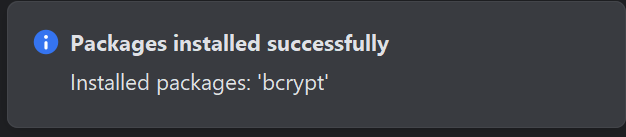 Packages installed successfully
Installed packages: 'bcrypt'